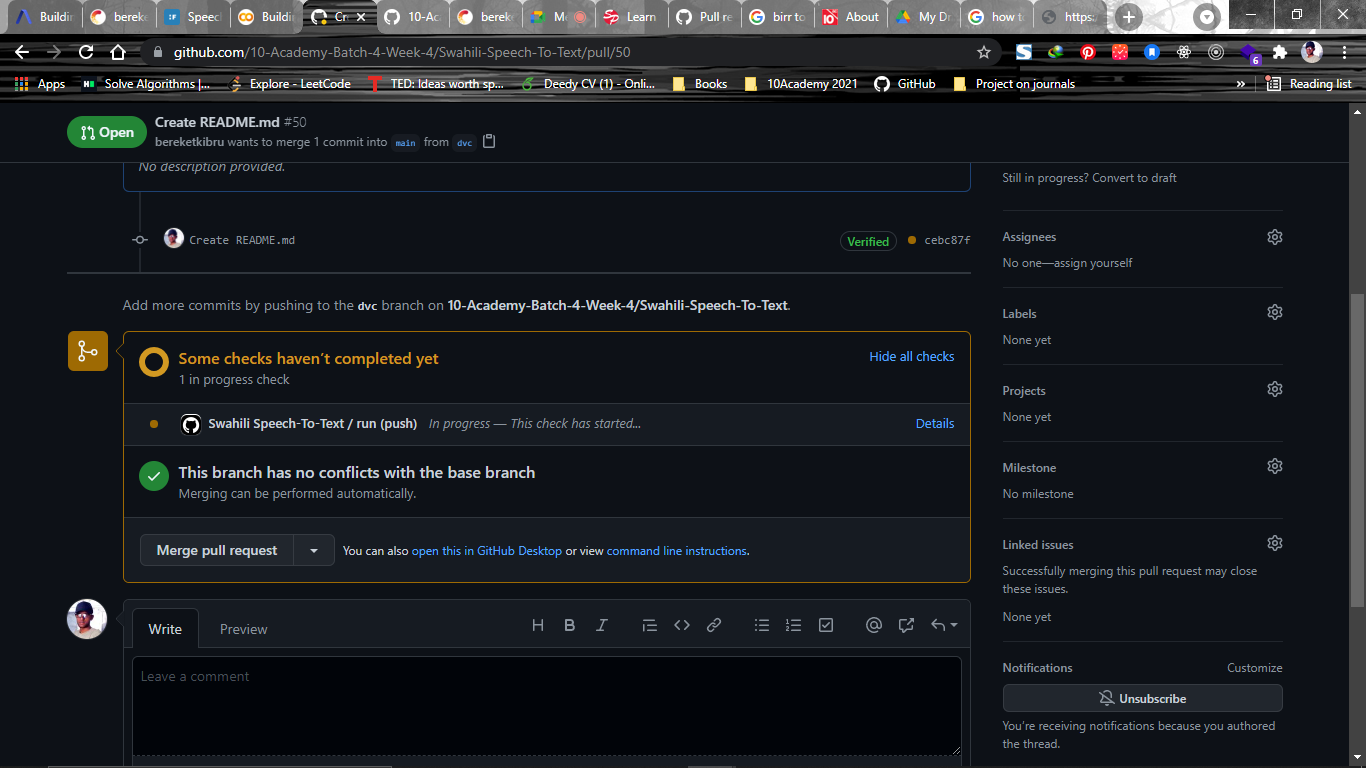 Buildin
bereke
Speech
Buildin
Cre
10-Ac
bereke
Me
Learn
Pull re
birr to
About
My Dr
how t
https:
github.com/10-Academy-Batch-4-Week-4/Swahili-Speech-To-Text/pull/50
6
Apps
Solve Algorithms |...
Explore - LeetCode
TED: Ideas worth sp...
Deedy CV (1) - Onli...
Books
10Academy 2021
GitHub
Project on journals
»
Reading list
Open
Create README.md #50
bereketkibru wants to merge 1 commit into main from dvc
No description provided.
Create README.md
Verified
cebc87f
Add more commits by pushing to the dvc branch on 10-Academy-Batch-4-Week-4/Swahili-Speech-To-Text.
Some checks haven't completed yet
Hide all checks
1 in progress check
Swahili Speech-To-Text / run (push) In progress — This check has started...
Details
This branch has no conflicts with the base branch
Merging can be performed automatically.
Merge pull request
You can also open this in GitHub Desktop or view command line instructions.
Write
Preview
Leave a comment
Still in progress? Convert to draft
Assignees
No one—assign yourself
Labels
None yet
Projects
None yet
Milestone
No milestone
Linked issues
Successfully merging this pull request may close
these issues.
None yet
Notifications
Customize
Unsubscribe
You're receiving notifications because you authored
the thread.